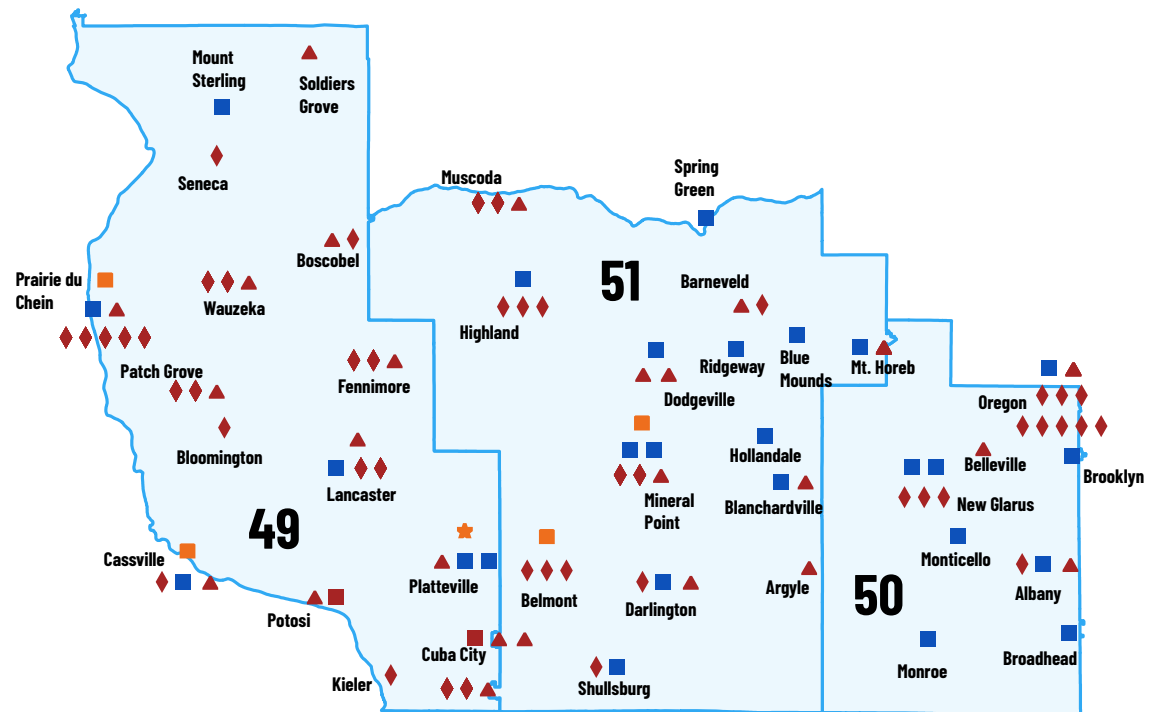 Mount
Sterling
Soldiers
Grove
Seneca
Muscoda
Spring
Green
Boscobel
Prairie du
Chein
Wauzeka
51
Barneveld
Highland
Patch Grove
Fennimore
Ridgeway
Blue
Mounds
Mt. Horeb
Dodgeville
Oregon
Bloomington
Hollandale
Belleville
Brooklyn
Lancaster
Mineral
Point
Blanchardville
New Glarus
49
Cassville
Platteville
Belmont
Darlington
Argyle
50
Monticello
Albany
Potosi
Cuba City
Kieler
Shullsburg
Monroe
Broadhead